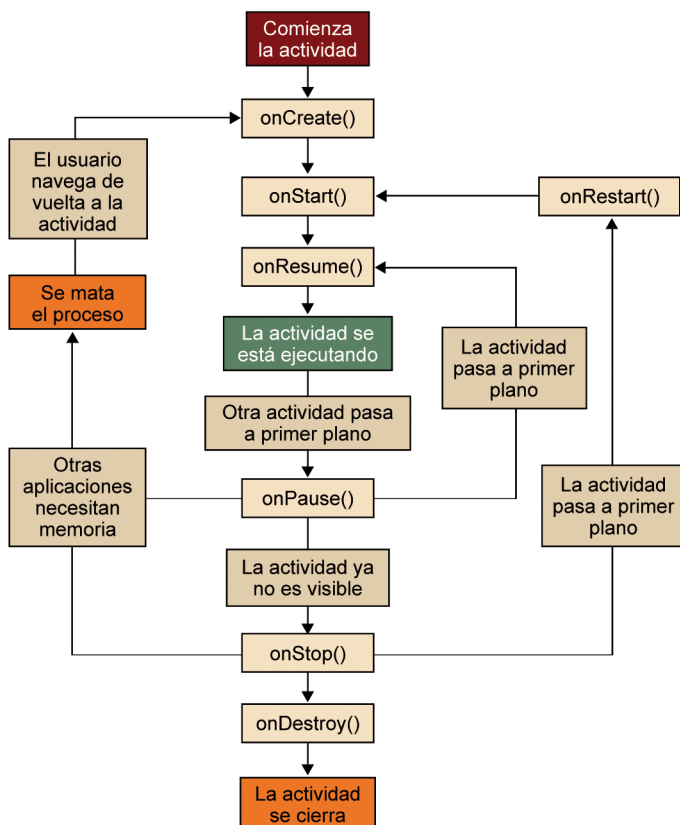 Comienza
la actividad
onCreate()
El usuario
navega de
vuelta a la
actividad
onStart()
onRestart()
onResume()
Se mata
el proceso
La actividad se
está ejecutando
La actividad
pasa a primer
plano
Otra actividad pasa
a primer plano
Otras
aplicaciones
necesitan
memoria
onPause()
La actividad
pasa a primer
plano
La actividad ya
no es visible
onStop()
onDestroy()
La actividad
se cierra